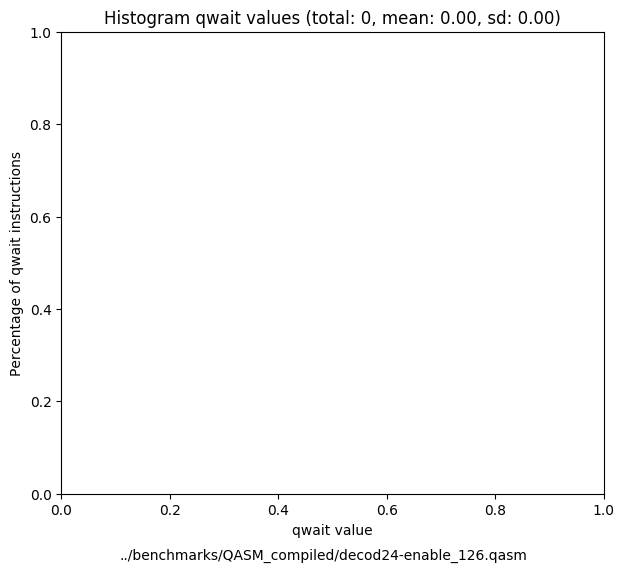 Histogram qwait values (total: 0, mean: 0.00, sd: 0.00)
Percentage of qwait instructions
1.0
0.8
0.6
0.4
0.2
0.0
0.0 0.2 0.4 0.6 0.8 1.0
qwait value
../benchmarks/QASM_compiled/decod24-enable_126.qasm